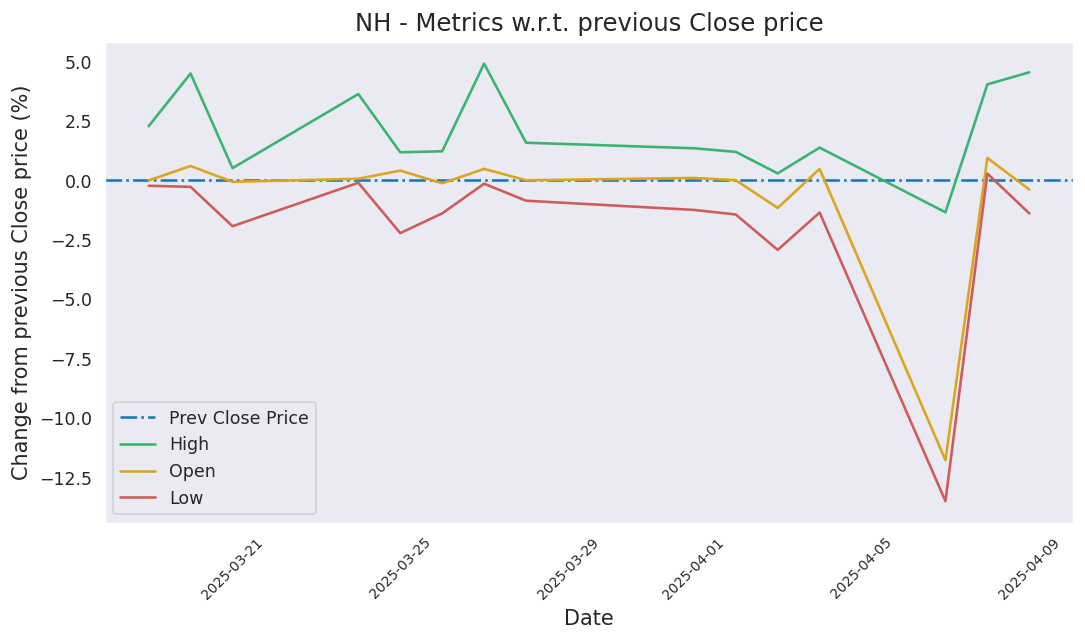 NH - Metrics w.r.t. previous Close price
Change from previous Close price (%)
5.0
2.5
0.0
−2.5
−5.0
−7.5
−10.0
−12.5
Prev Close Price
High
Open
Low
2025-03-21
2025-03-25
2025-03-29
2025-04-01
2025-04-05
2025-04-09
Date